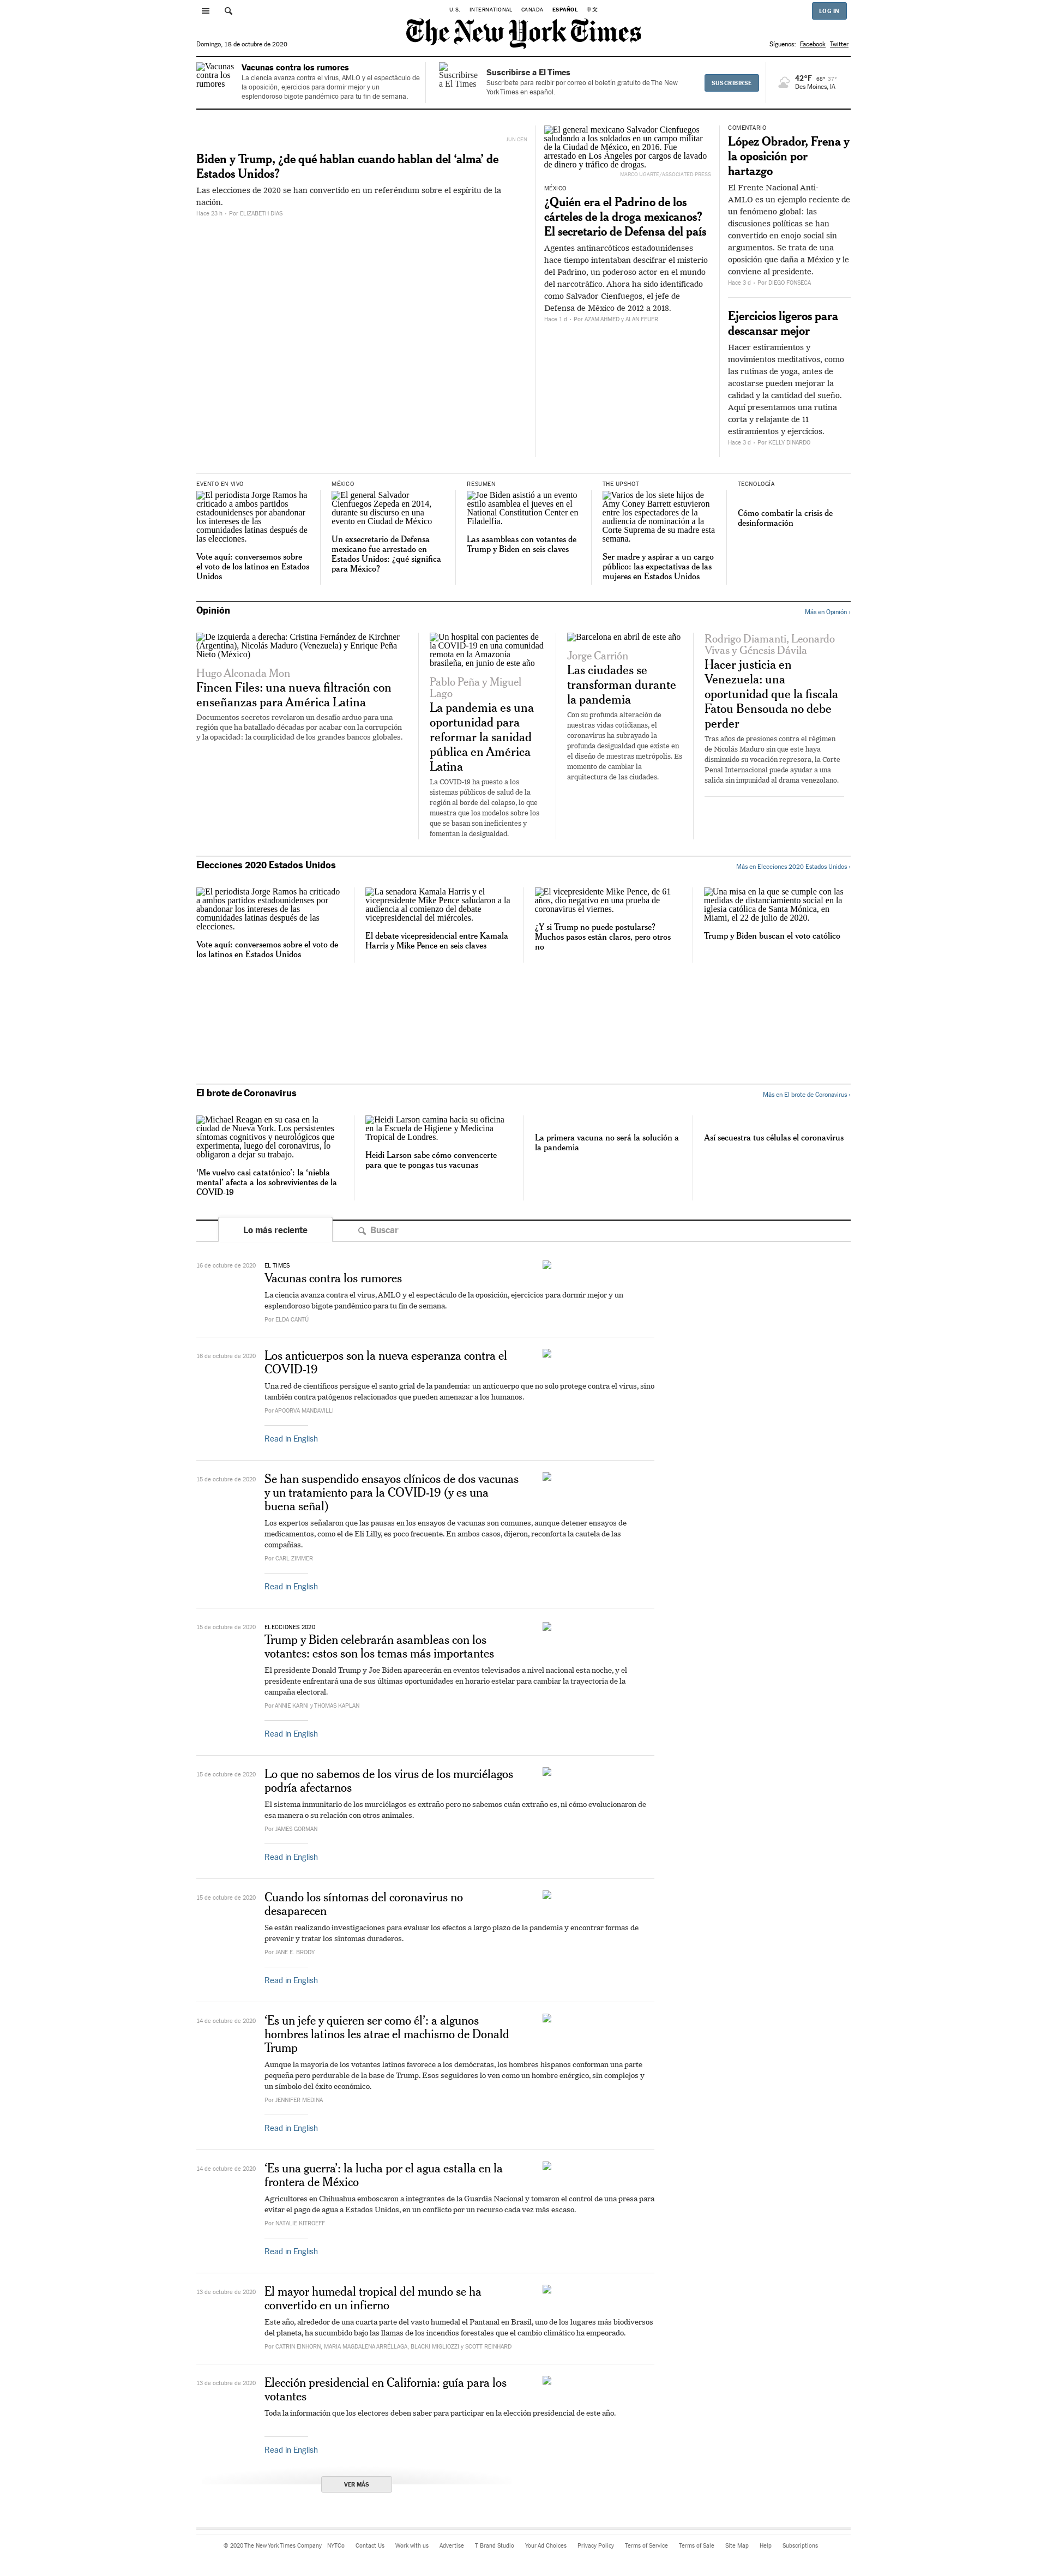 U.S. INTERNATIONAL CANADA ESPAÑOL 中文
LOG IN
The New York Times
Domingo, 18 de octubre de 2020
Síguenos: Facebook Twitter
Vacunas contra los rumores
Vacunas contra los rumores
La ciencia avanza contra el virus, AMLO y el espectáculo de
la oposición, ejercicios para dormir mejor y un
esplendoroso bigote pandémico para tu fin de semana.
Suscribirse a El Times
Suscribirse a El Times
Suscríbete para recibir por correo el boletín gratuito de The New
York Times en español.
SUSCRIBIRSE
42°F 68° 37°
Des Moines, IA
JUN CEN
Biden y Trump, ¿de qué hablan cuando hablan del ‘alma’ de
Estados Unidos?
Las elecciones de 2020 se han convertido en un referéndum sobre el espíritu de la
nación.
Hace 23 h – Por ELIZABETH DIAS
El general mexicano Salvador Cienfuegos
saludando a los soldados en un campo militar
de la Ciudad de México, en 2016. Fue
arrestado en Los Ángeles por cargos de lavado
de dinero y tráfico de drogas.
MARCO UGARTE/ASSOCIATED PRESS
MÉXICO
¿Quién era el Padrino de los
cárteles de la droga mexicanos?
El secretario de Defensa del país
Agentes antinarcóticos estadounidenses
hace tiempo intentaban descifrar el misterio
del Padrino, un poderoso actor en el mundo
del narcotráfico. Ahora ha sido identificado
como Salvador Cienfuegos, el jefe de
Defensa de México de 2012 a 2018.
Hace 1 d – Por AZAM AHMED y ALAN FEUER
COMENTARIO
López Obrador, Frena y
la oposición por
hartazgo
El Frente Nacional Anti-
AMLO es un ejemplo reciente de
un fenómeno global: las
discusiones políticas se han
convertido en enojo social sin
argumentos. Se trata de una
oposición que daña a México y le
conviene al presidente.
Hace 3 d – Por DIEGO FONSECA
Ejercicios ligeros para
descansar mejor
Hacer estiramientos y
movimientos meditativos, como
las rutinas de yoga, antes de
acostarse pueden mejorar la
calidad y la cantidad del sueño.
Aquí presentamos una rutina
corta y relajante de 11
estiramientos y ejercicios.
Hace 3 d – Por KELLY DINARDO
EVENTO EN VIVO
El periodista Jorge Ramos ha
criticado a ambos partidos
estadounidenses por abandonar
los intereses de las
comunidades latinas después de
las elecciones.
Vote aquí: conversemos sobre
el voto de los latinos en Estados
Unidos
MÉXICO
El general Salvador
Cienfuegos Zepeda en 2014,
durante su discurso en una
evento en Ciudad de México
Un exsecretario de Defensa
mexicano fue arrestado en
Estados Unidos: ¿qué significa
para México?
RESUMEN
Joe Biden asistió a un evento
estilo asamblea el jueves en el
National Constitution Center en
Filadelfia.
Las asambleas con votantes de
Trump y Biden en seis claves
THE UPSHOT
Varios de los siete hijos de
Amy Coney Barrett estuvieron
entre los espectadores de la
audiencia de nominación a la
Corte Suprema de su madre esta
semana.
Ser madre y aspirar a un cargo
público: las expectativas de las
mujeres en Estados Unidos
TECNOLOGÍA
Cómo combatir la crisis de
desinformación
Opinión
Más en Opinión ›
De izquierda a derecha: Cristina Fernández de Kirchner
(Argentina), Nicolás Maduro (Venezuela) y Enrique Peña
Nieto (México)
Hugo Alconada Mon
Fincen Files: una nueva filtración con
enseñanzas para América Latina
Documentos secretos revelaron un desafío arduo para una
región que ha batallado décadas por acabar con la corrupción
y la opacidad: la complicidad de los grandes bancos globales.
Un hospital con pacientes de
la COVID-19 en una comunidad
remota en la Amazonía
brasileña, en junio de este año
Pablo Peña y Miguel
Lago
La pandemia es una
oportunidad para
reformar la sanidad
pública en América
Latina
La COVID-19 ha puesto a los
sistemas públicos de salud de la
región al borde del colapso, lo que
muestra que los modelos sobre los
que se basan son ineficientes y
fomentan la desigualdad.
Barcelona en abril de este año
Jorge Carrión
Las ciudades se
transforman durante
la pandemia
Con su profunda alteración de
nuestras vidas cotidianas, el
coronavirus ha subrayado la
profunda desigualdad que existe en
el diseño de nuestras metrópolis. Es
momento de cambiar la
arquitectura de las ciudades.
Rodrigo Diamanti, Leonardo
Vivas y Génesis Dávila
Hacer justicia en
Venezuela: una
oportunidad que la fiscala
Fatou Bensouda no debe
perder
Tras años de presiones contra el régimen
de Nicolás Maduro sin que este haya
disminuido su vocación represora, la Corte
Penal Internacional puede ayudar a una
salida sin impunidad al drama venezolano.
Elecciones 2020 Estados Unidos
Más en Elecciones 2020 Estados Unidos ›
El periodista Jorge Ramos ha criticado
a ambos partidos estadounidenses por
abandonar los intereses de las
comunidades latinas después de las
elecciones.
Vote aquí: conversemos sobre el voto de
los latinos en Estados Unidos
La senadora Kamala Harris y el
vicepresidente Mike Pence saludaron a la
audiencia al comienzo del debate
vicepresidencial del miércoles.
El debate vicepresidencial entre Kamala
Harris y Mike Pence en seis claves
El vicepresidente Mike Pence, de 61
años, dio negativo en una prueba de
coronavirus el viernes.
¿Y si Trump no puede postularse?
Muchos pasos están claros, pero otros
no
Una misa en la que se cumple con las
medidas de distanciamiento social en la
iglesia católica de Santa Mónica, en
Miami, el 22 de julio de 2020.
Trump y Biden buscan el voto católico
El brote de Coronavirus
Más en El brote de Coronavirus ›
Michael Reagan en su casa en la
ciudad de Nueva York. Los persistentes
síntomas cognitivos y neurológicos que
experimenta, luego del coronavirus, lo
obligaron a dejar su trabajo.
‘Me vuelvo casi catatónico’: la ‘niebla
mental’ afecta a los sobrevivientes de la
COVID-19
Heidi Larson camina hacia su oficina
en la Escuela de Higiene y Medicina
Tropical de Londres.
Heidi Larson sabe cómo convencerte
para que te pongas tus vacunas
La primera vacuna no será la solución a
la pandemia
Así secuestra tus células el coronavirus
Lo más reciente
Buscar
16 de octubre de 2020
EL TIMES
Vacunas contra los rumores
La ciencia avanza contra el virus, AMLO y el espectáculo de la oposición, ejercicios para dormir mejor y un
esplendoroso bigote pandémico para tu fin de semana.
Por ELDA CANTÚ
16 de octubre de 2020
Los anticuerpos son la nueva esperanza contra el
COVID-19
Una red de científicos persigue el santo grial de la pandemia: un anticuerpo que no solo protege contra el virus, sino
también contra patógenos relacionados que pueden amenazar a los humanos.
Por APOORVA MANDAVILLI
Read in English
15 de octubre de 2020
Se han suspendido ensayos clínicos de dos vacunas
y un tratamiento para la COVID-19 (y es una
buena señal)
Los expertos señalaron que las pausas en los ensayos de vacunas son comunes, aunque detener ensayos de
medicamentos, como el de Eli Lilly, es poco frecuente. En ambos casos, dijeron, reconforta la cautela de las
compañías.
Por CARL ZIMMER
Read in English
15 de octubre de 2020
ELECCIONES 2020
Trump y Biden celebrarán asambleas con los
votantes: estos son los temas más importantes
El presidente Donald Trump y Joe Biden aparecerán en eventos televisados a nivel nacional esta noche, y el
presidente enfrentará una de sus últimas oportunidades en horario estelar para cambiar la trayectoria de la
campaña electoral.
Por ANNIE KARNI y THOMAS KAPLAN
Read in English
15 de octubre de 2020
Lo que no sabemos de los virus de los murciélagos
podría afectarnos
El sistema inmunitario de los murciélagos es extraño pero no sabemos cuán extraño es, ni cómo evolucionaron de
esa manera o su relación con otros animales.
Por JAMES GORMAN
Read in English
15 de octubre de 2020
Cuando los síntomas del coronavirus no
desaparecen
Se están realizando investigaciones para evaluar los efectos a largo plazo de la pandemia y encontrar formas de
prevenir y tratar los síntomas duraderos.
Por JANE E. BRODY
Read in English
14 de octubre de 2020
‘Es un jefe y quieren ser como él’: a algunos
hombres latinos les atrae el machismo de Donald
Trump
Aunque la mayoría de los votantes latinos favorece a los demócratas, los hombres hispanos conforman una parte
pequeña pero perdurable de la base de Trump. Esos seguidores lo ven como un hombre enérgico, sin complejos y
un símbolo del éxito económico.
Por JENNIFER MEDINA
Read in English
14 de octubre de 2020
‘Es una guerra’: la lucha por el agua estalla en la
frontera de México
Agricultores en Chihuahua emboscaron a integrantes de la Guardia Nacional y tomaron el control de una presa para
evitar el pago de agua a Estados Unidos, en un conflicto por un recurso cada vez más escaso.
Por NATALIE KITROEFF
Read in English
13 de octubre de 2020
El mayor humedal tropical del mundo se ha
convertido en un infierno
Este año, alrededor de una cuarta parte del vasto humedal el Pantanal en Brasil, uno de los lugares más biodiversos
del planeta, ha sucumbido bajo las llamas de los incendios forestales que el cambio climático ha empeorado.
Por CATRIN EINHORN, MARIA MAGDALENA ARRÉLLAGA, BLACKI MIGLIOZZI y SCOTT REINHARD
13 de octubre de 2020
Elección presidencial en California: guía para los
votantes
Toda la información que los electores deben saber para participar en la elección presidencial de este año.
Read in English
VER MÁS
© 2020 The New York Times Company NYTCo Contact Us Work with us Advertise T Brand Studio Your Ad Choices Privacy Policy Terms of Service Terms of Sale Site Map Help Subscriptions